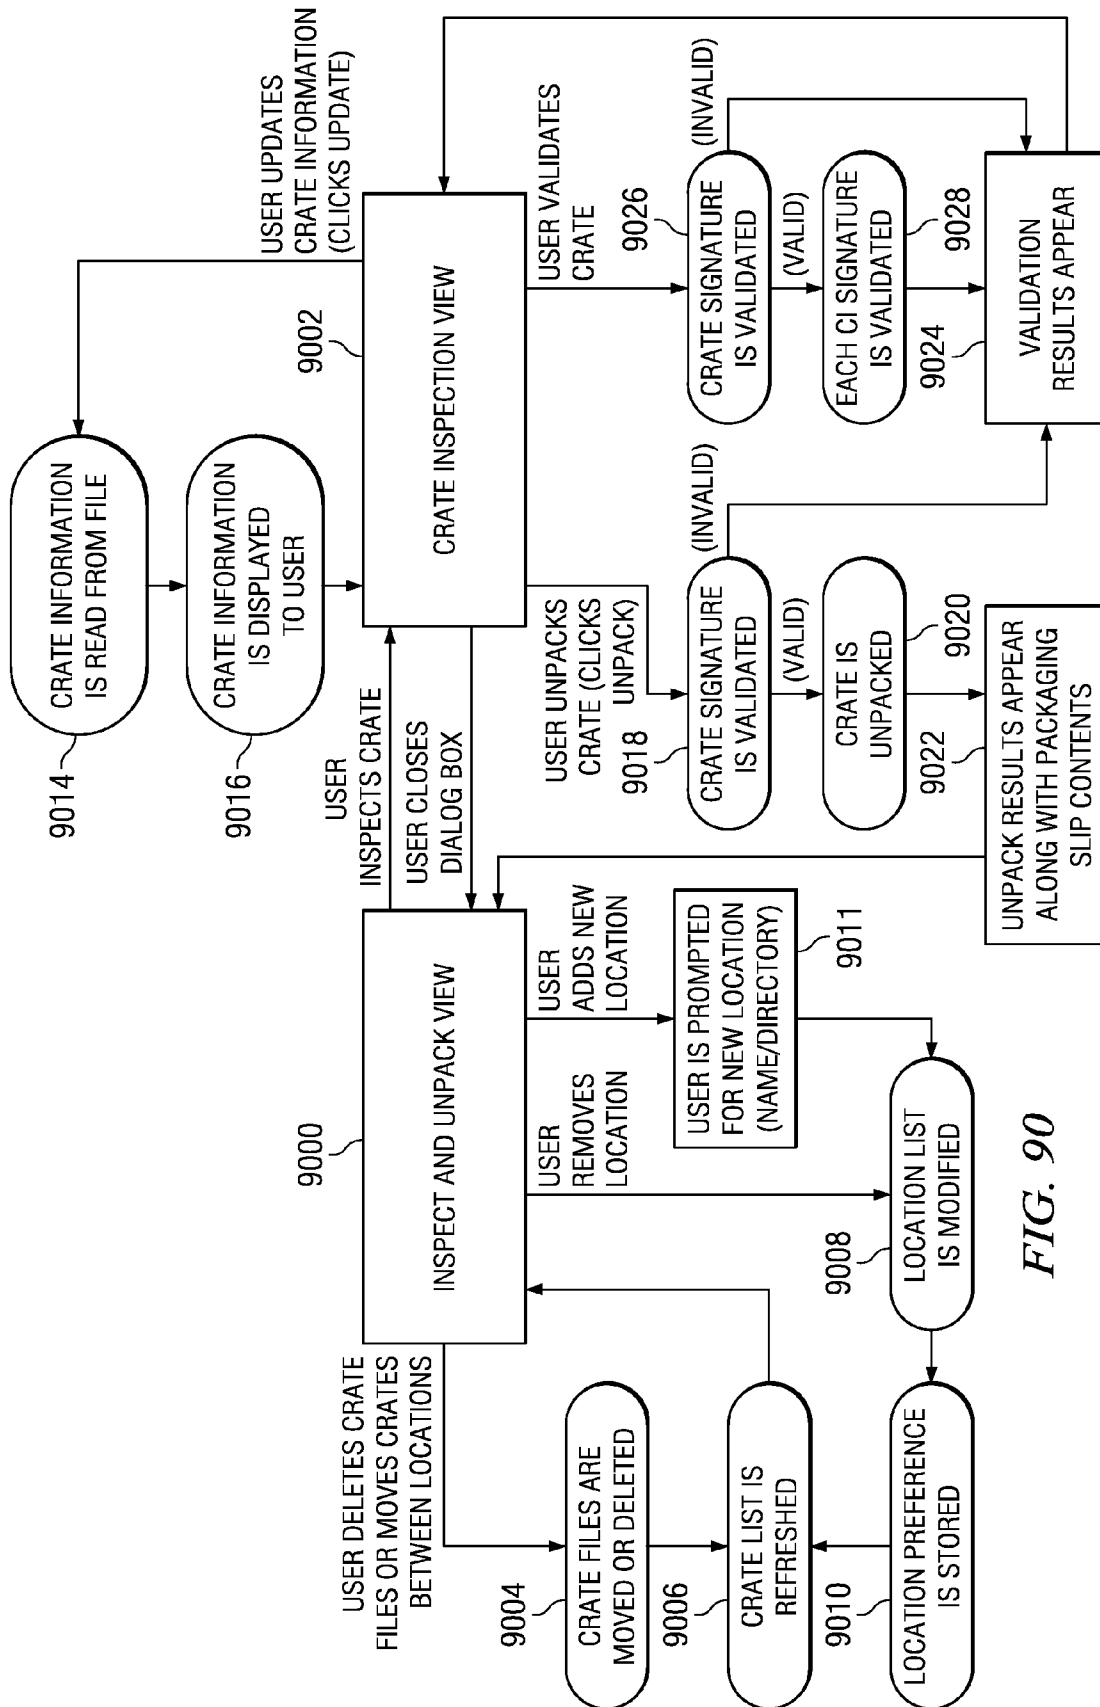 USER DELETES CRATE
FILES OR MOVES CRATES
BETWEEN LOCATIONS
9004
CRATE FILES ARE
MOVED OR DELETED
9006
CRATE LIST IS
REFRESHED
9010
LOCATION PREFERENCE
IS STORED
9000
INSPECT AND UNPACK VIEW
USER
REMOVES
LOCATION
USER
ADDS NEW
LOCATION
USER IS PROMPTED
FOR NEW LOCATION
(NAME/DIRECTORY)
9011
9008
LOCATION LIST
IS MODIFIED
USER
INSPECTS CRATE
USER CLOSES
DIALOG BOX
9014
CRATE INFORMATION
IS READ FROM FILE
9016
CRATE INFORMATION
IS DISPLAYED
TO USER
USER UPDATES
CRATE INFORMATION
(CLICKS UPDATE)
9002
CRATE INSPECTION VIEW
USER UNPACKS
CRATE (CLICKS
UNPACK)
9018
CRATE SIGNATURE
IS VALIDATED
(INVALID)
(VALID)
CRATE IS
UNPACKED
9020
9022
UNPACK RESULTS APPEAR
ALONG WITH PACKAGING
SLIP CONTENTS
USER VALIDATES
CRATE
CRATE SIGNATURE
IS VALIDATED
9026
(INVALID)
(VALID)
EACH CI SIGNATURE
IS VALIDATED
9028
9024
VALIDATION
RESULTS APPEAR
FIG. 90